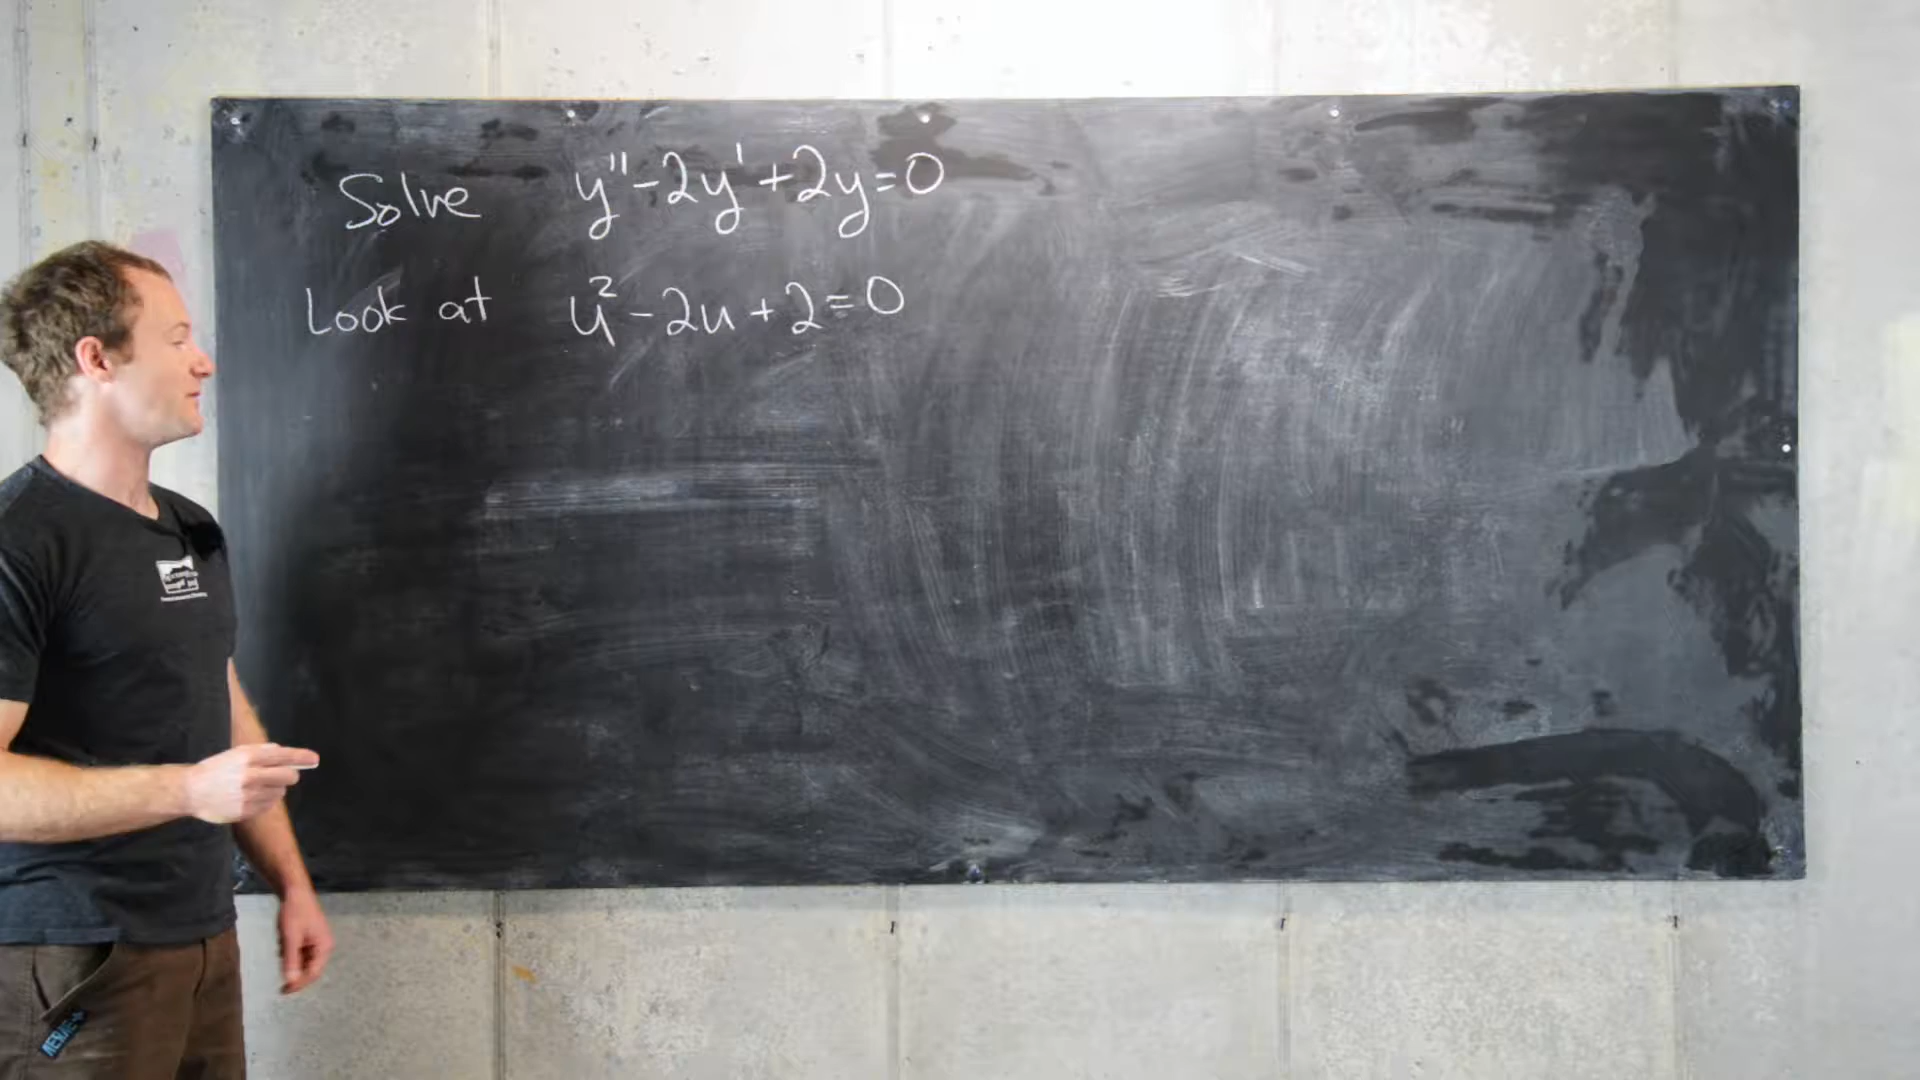 Solve y'' - 2y' + 2y = 0
Look at u² - 2u + 2 = 0